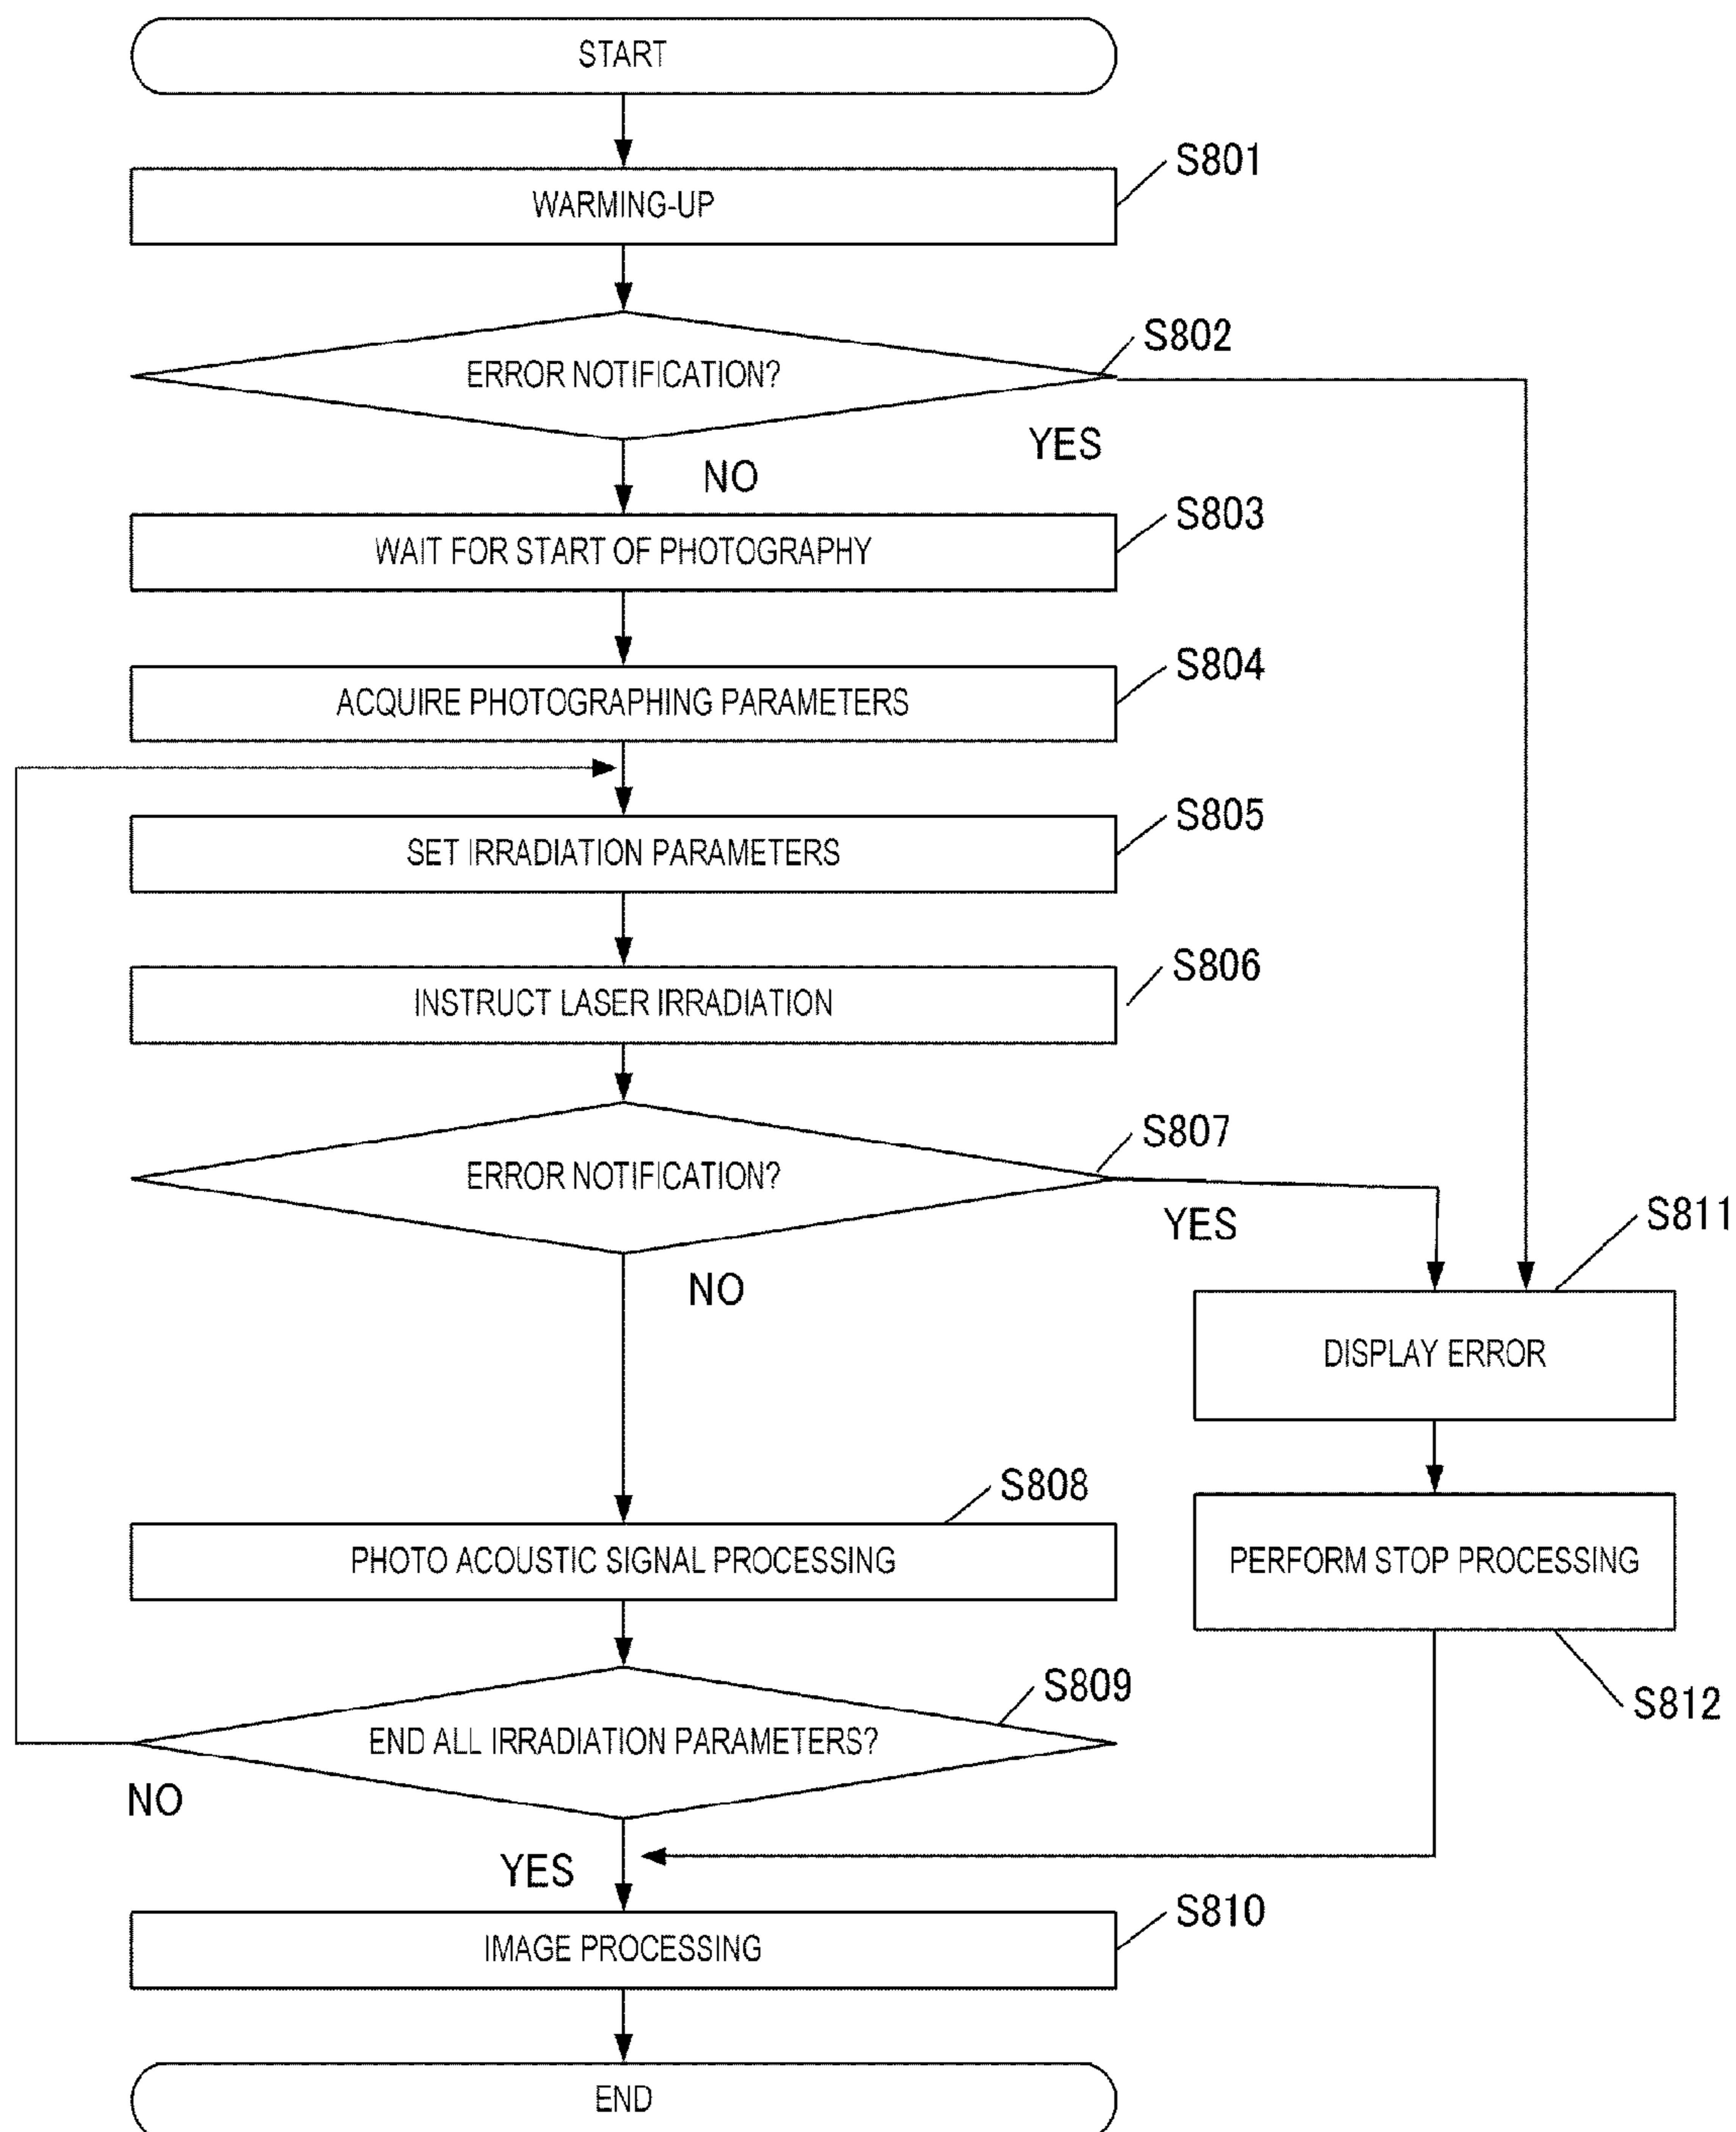 START
S801
WARMING-UP
S802
ERROR NOTIFICATION?
YES
NO
S803
WAIT FOR START OF PHOTOGRAPHY
S804
ACQUIRE PHOTOGRAPHING PARAMETERS
S805
SET IRRADIATION PARAMETERS
S806
INSTRUCT LASER IRRADIATION
S807
ERROR NOTIFICATION?
YES
S811
NO
DISPLAY ERROR
S808
PHOTO ACOUSTIC SIGNAL PROCESSING
PERFORM STOP PROCESSING
S809
S812
END ALL IRRADIATION PARAMETERS?
NO
YES
S810
IMAGE PROCESSING
END